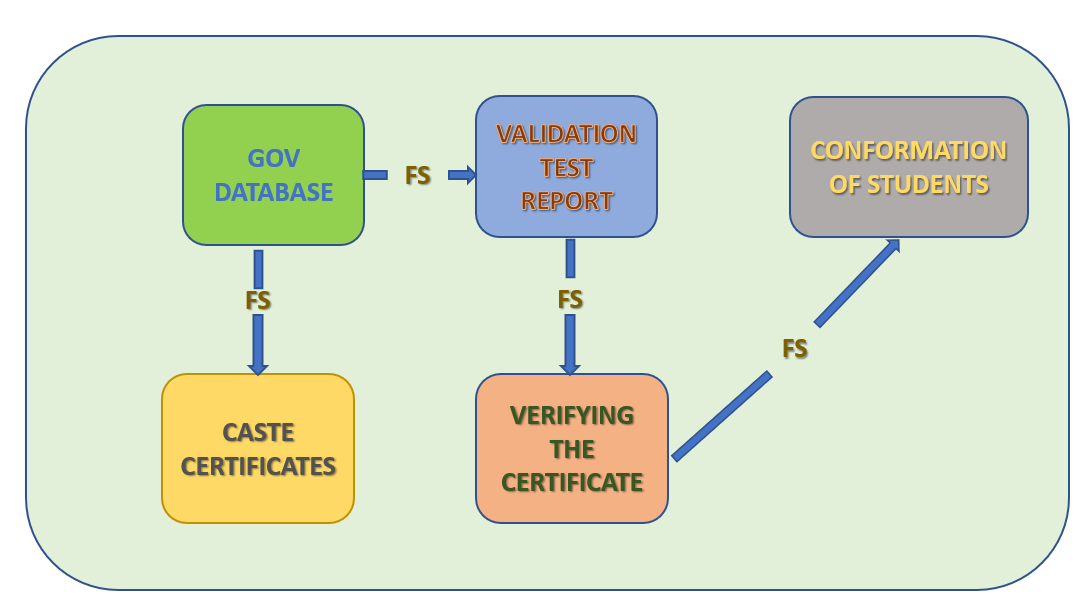 GOV
DATABASE
FS
VALIDATION
TEST
REPORT
CONFORMATION
OF STUDENTS
FS
FS
FS
CASTE
CERTIFICATES
VERIFYING
THE
CERTIFICATE